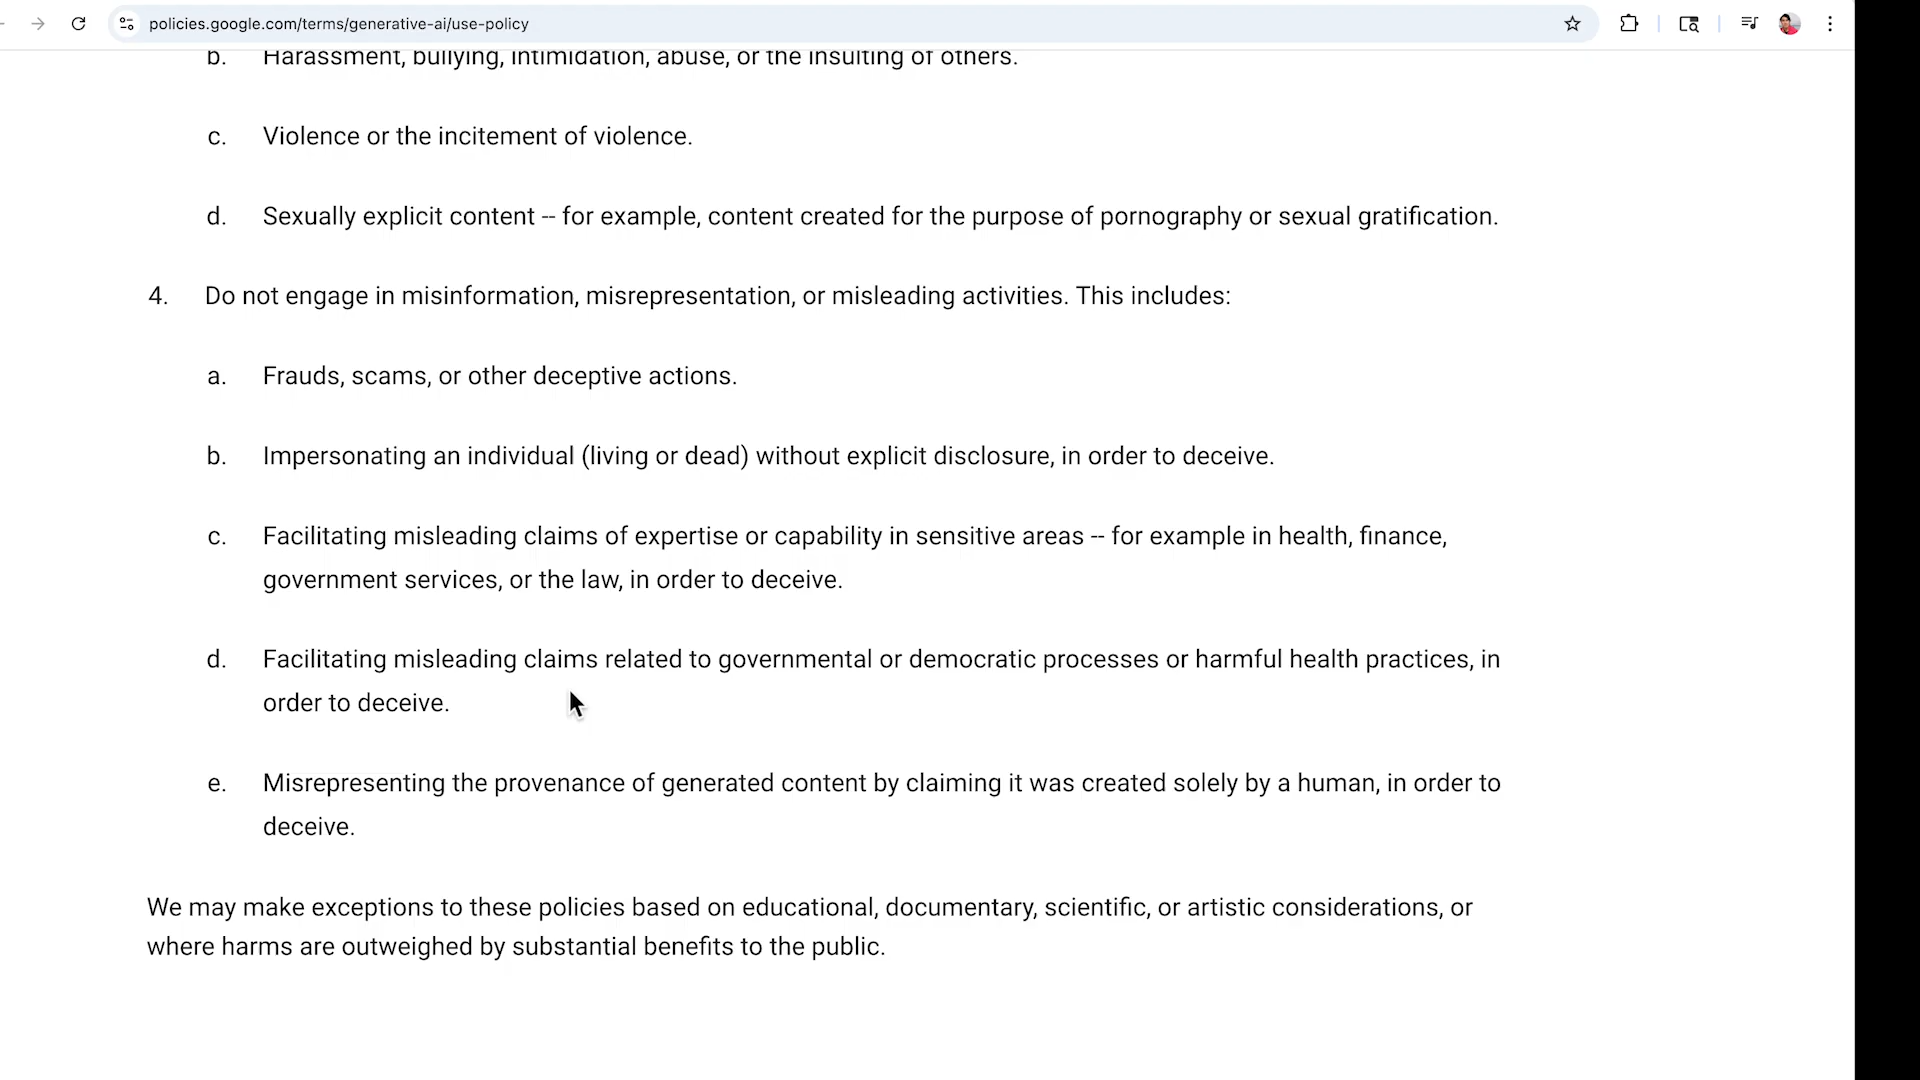 policies.google.com/terms/generative-ai/use-policy
b. Harassment, bullying, intimidation, abuse, or the insulting of others.
c. Violence or the incitement of violence.
d. Sexually explicit content -- for example, content created for the purpose of pornography or sexual gratification.
4. Do not engage in misinformation, misrepresentation, or misleading activities. This includes:
a. Frauds, scams, or other deceptive actions.
b. Impersonating an individual (living or dead) without explicit disclosure, in order to deceive.
c. Facilitating misleading claims of expertise or capability in sensitive areas -- for example in health, finance,
government services, or the law, in order to deceive.
d. Facilitating misleading claims related to governmental or democratic processes or harmful health practices, in
order to deceive.
e. Misrepresenting the provenance of generated content by claiming it was created solely by a human, in order to
deceive.
We may make exceptions to these policies based on educational, documentary, scientific, or artistic considerations, or
where harms are outweighed by substantial benefits to the public.